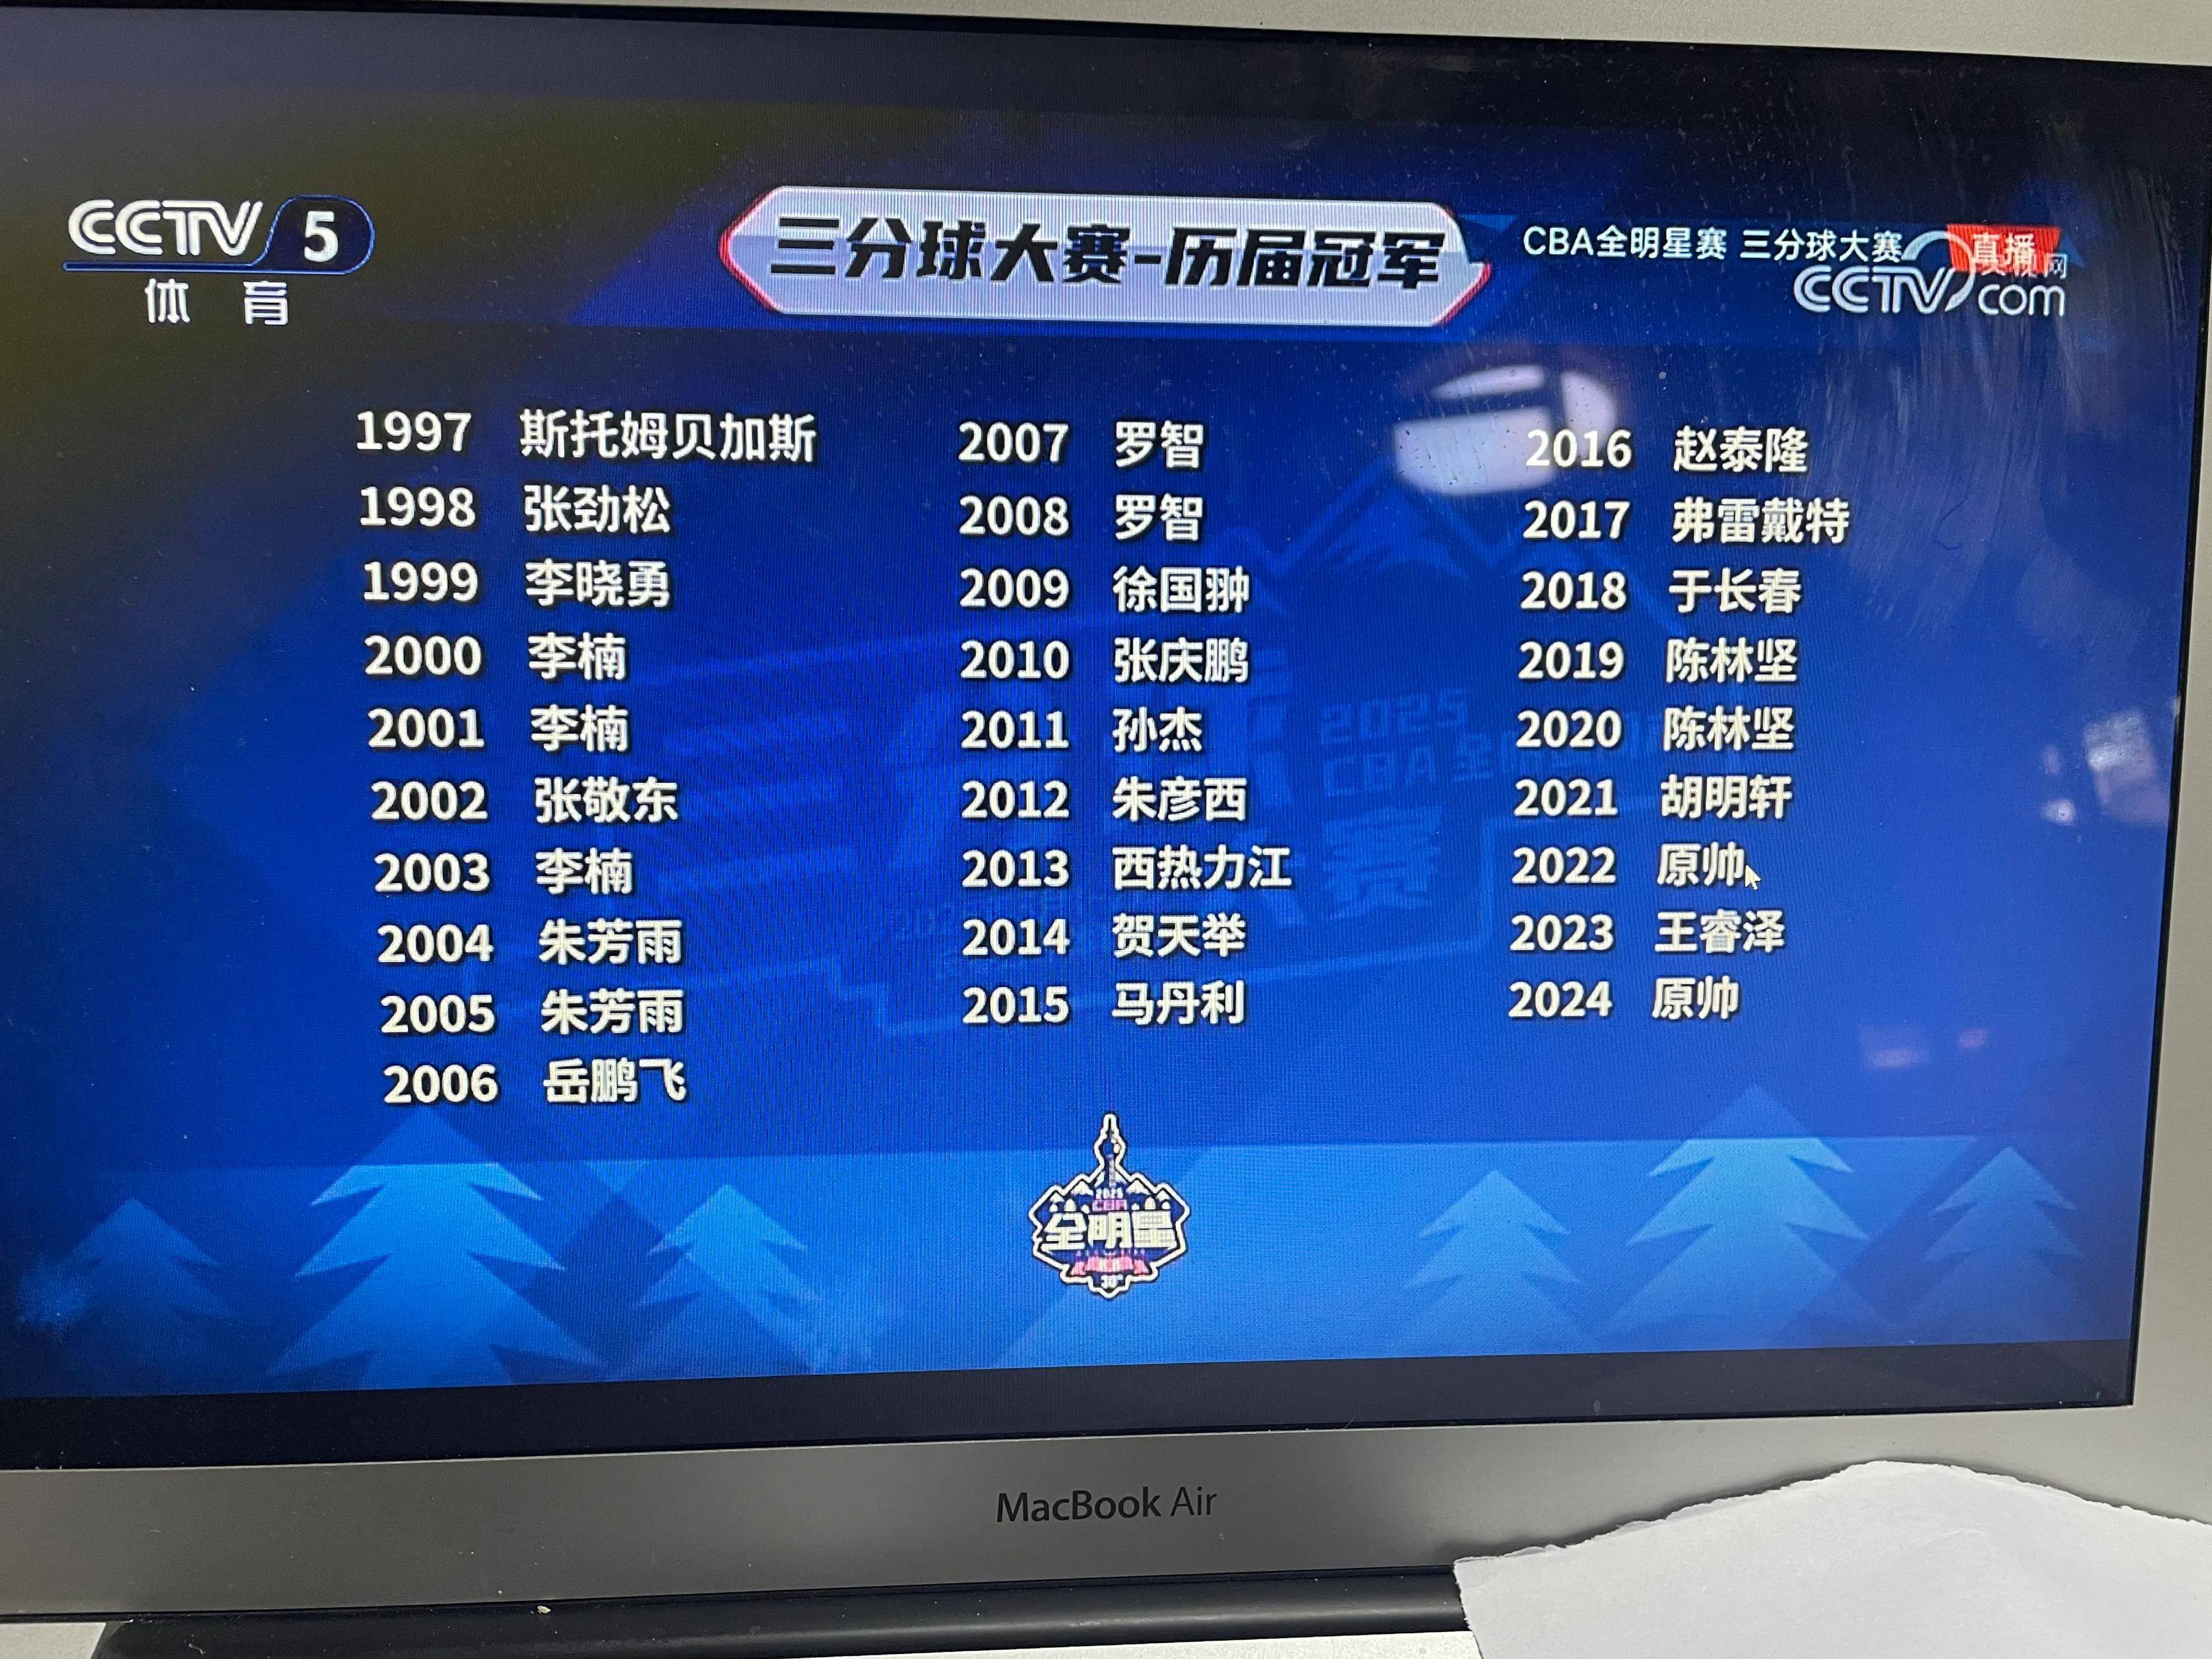 CCTV 5
体育
三分球大赛-历届冠军
CBA全明星赛 三分球大赛
直播
CCTV com
1997 斯托姆贝加斯
1998 张劲松
1999 李晓勇
2000 李楠
2001 李楠
2002 张敬东
2003 李楠
2004 朱芳雨
2005 朱芳雨
2006 岳鹏飞
2007 罗智
2008 罗智
2009 徐国翀
2010 张庆鹏
2011 孙杰
2012 朱彦西
2013 西热力江
2014 贺天举
2015 马丹利
2016 赵泰隆
2017 弗雷戴特
2018 于长春
2019 陈林坚
2020 陈林坚
2021 胡明轩
2022 原帅
2023 王睿泽
2024 原帅
2025
CBA 全
赛
2025
CBA
全明星
30
MacBook Air